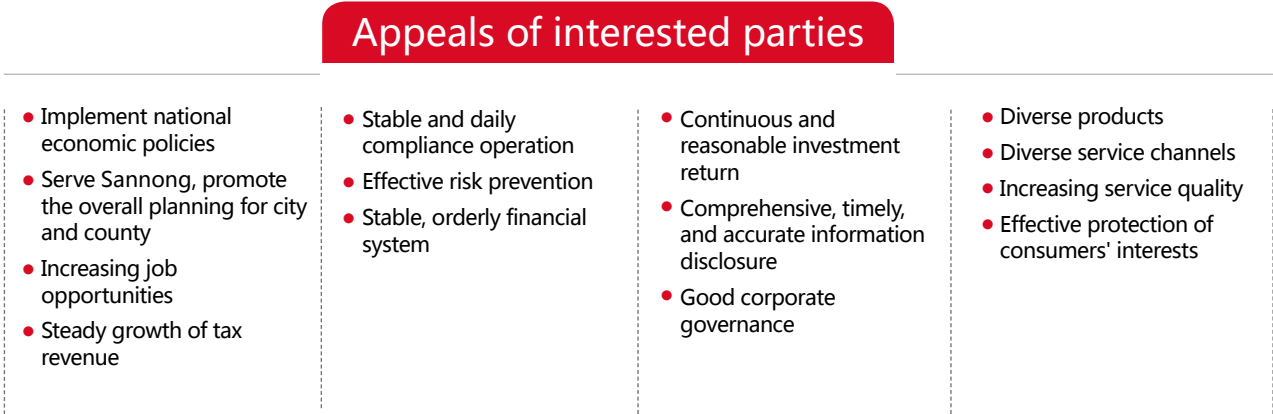 Appeals of interested parties
Implement national
economic policies
Serve Sannong, promote
the overall planning for city
and county
Increasing job
opportunities
Steady growth of tax
revenue
Stable and daily
compliance operation
Effective risk prevention
Stable, orderly financial
system
Continuous and
reasonable investment
return
Comprehensive, timely,
and accurate information
disclosure
Good corporate
governance
Diverse products
Diverse service channels
Increasing service quality
Effective protection of
consumers' interests